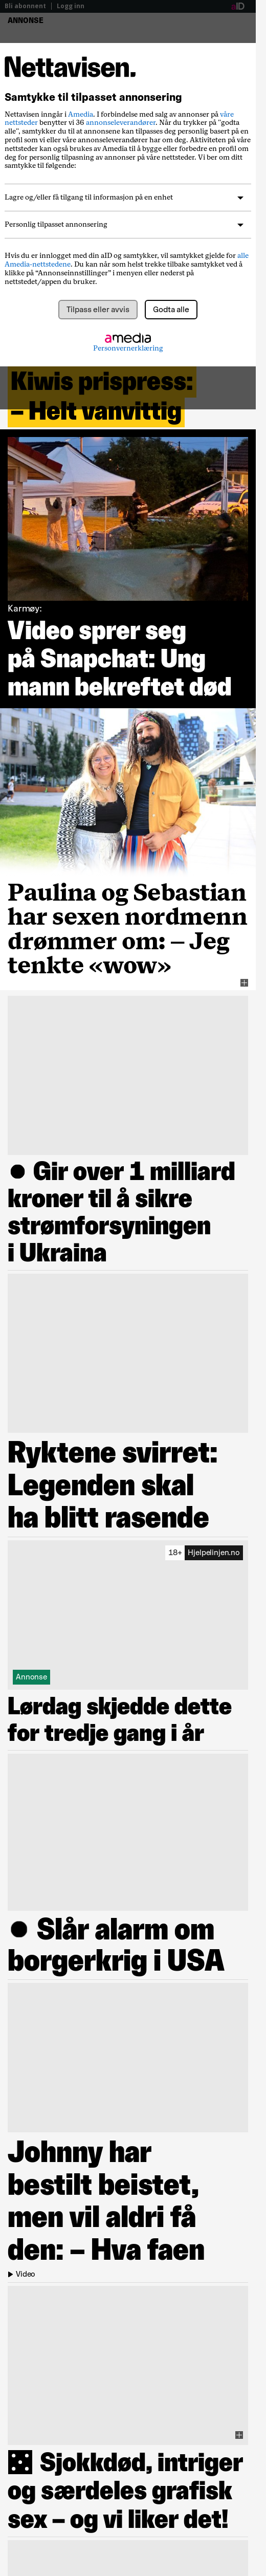 Bli abonnent | Logg inn
aID
ANNONSE
Nettavisen.
Samtykke til tilpasset annonsering
Nettavisen inngår i Amedia. I forbindelse med salg av annonser på våre
nettsteder benytter vi 36 annonseleverandører. Når du trykker på "godta
alle", samtykker du til at annonsene kan tilpasses deg personlig basert på en
profil som vi eller våre annonseleverandører har om deg. Aktiviteten på våre
nettsteder kan også brukes av Amedia til å bygge eller forbedre en profil om
deg for personlig tilpasning av annonser på våre nettsteder. Vi ber om ditt
samtykke til følgende:
Lagre og/eller få tilgang til informasjon på en enhet
Personlig tilpasset annonsering
Hvis du er innlogget med din aID og samtykker, vil samtykket gjelde for alle
Amedia-nettstedene. Du kan når som helst trekke tilbake samtykket ved å
klikke på “Annonseinnstillinger” i menyen eller nederst på
nettstedet/appen du bruker.
Tilpass eller avvis
Godta alle
amedia
Personvernerklæring
Kiwis prispress:
– Helt vanvittig
Karmøy:
Video sprer seg
på Snapchat: Ung
mann bekreftet død
Paulina og Sebastian
har sexen nordmenn
drømmer om: – Jeg
tenkte «wow»
Gir over 1 milliard
kroner til å sikre
strømforsyningen
i Ukraina
Ryktene svirret:
Legenden skal
ha blitt rasende
18+ Hjelpelinjen.no
Annonse
Lørdag skjedde dette
for tredje gang i år
Slår alarm om
borgerkrig i USA
Johnny har
bestilt beistet,
men vil aldri få
den: – Hva faen
Video
Sjokkdød, intriger
og særdeles grafisk
sex – og vi liker det!